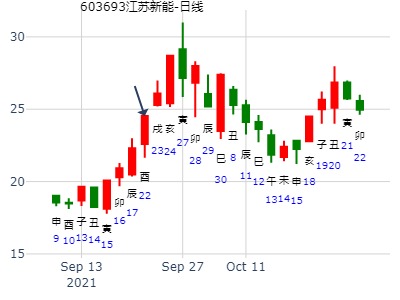 603693江苏新能-日线
30
25
20
15
申
9
酉
10
子
13
丑
14
寅
15
卯
16
辰
17
酉
22
戌
23
亥
24
寅
27
卯
28
辰
29
巳
30
丑
8
辰
11
巳
12
午
13
未
14
申
15
亥
18
子
19
丑
20
寅
21
卯
22
Sep 13
2021
Sep 27
Oct 11